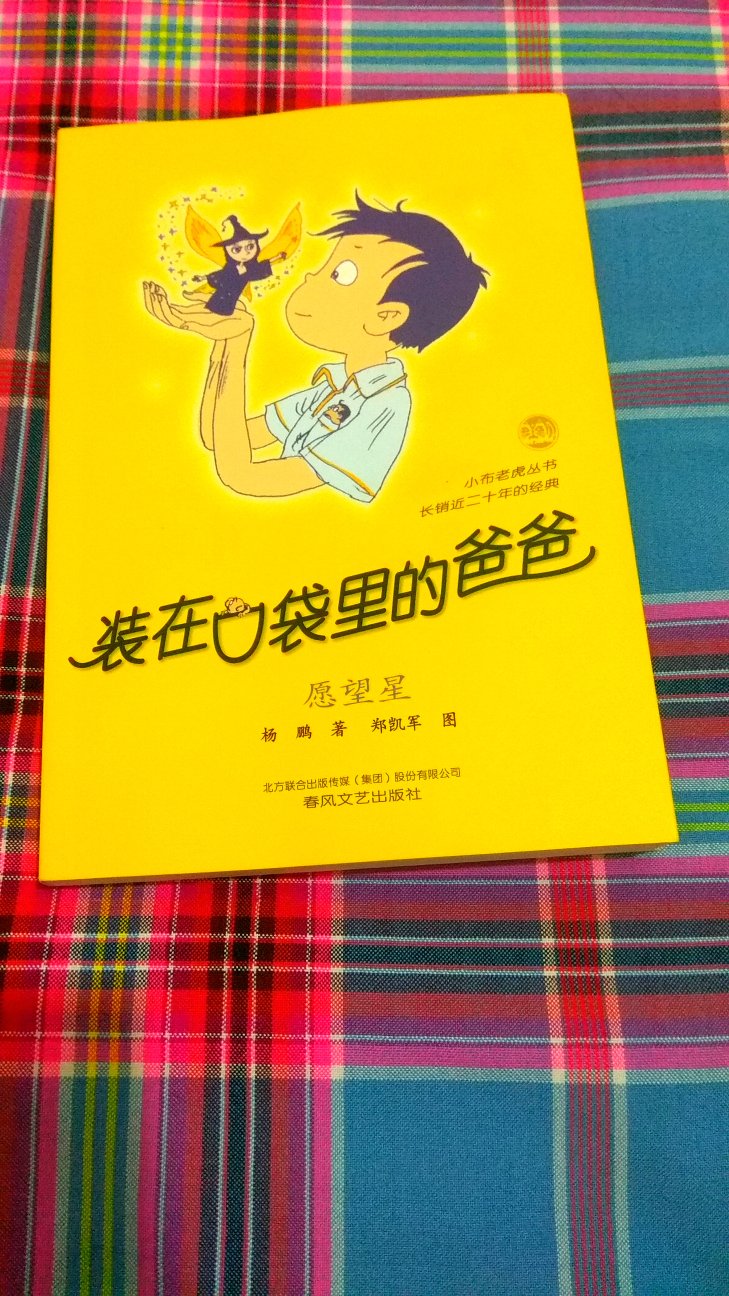 小布老虎丛书
长销近二十年的经典
装在口袋里的爸爸
愿望星
杨 鹏 著 郑凯军 图
北方联合出版传媒（集团）股份有限公司
春风文艺出版社